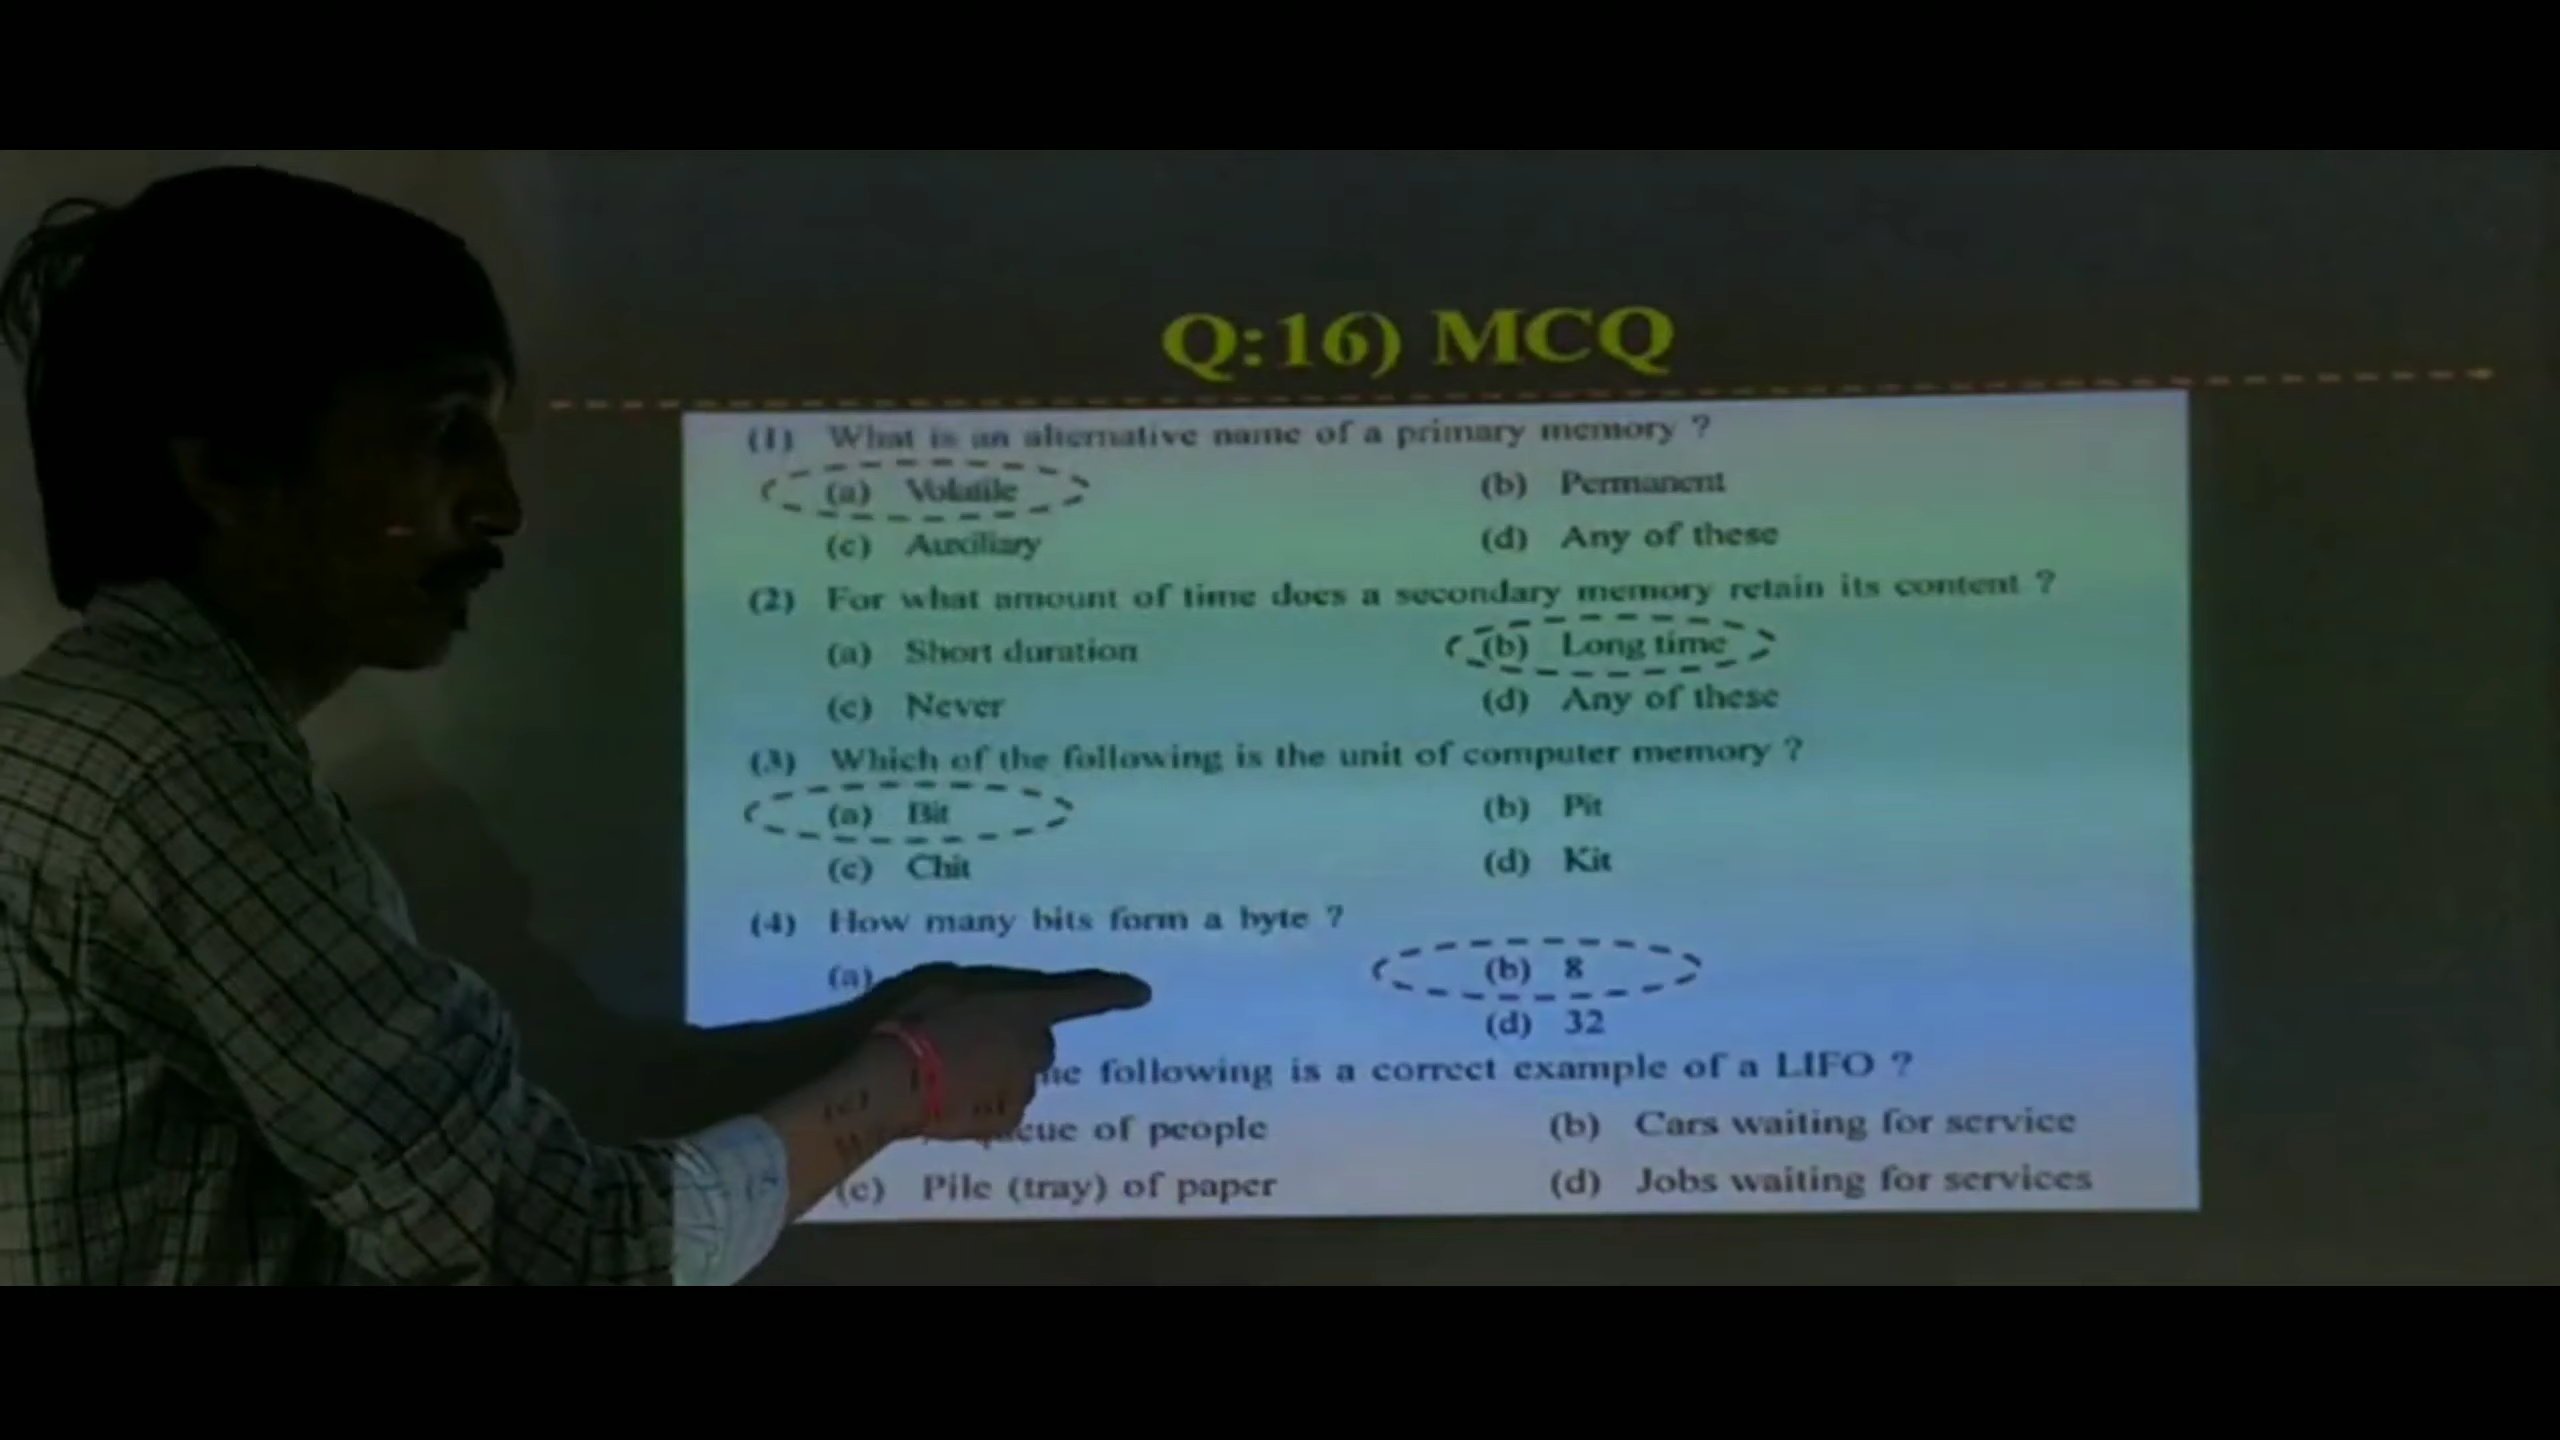 Q:16) MCQ
(1) What is an alternative name of a primary memory ?
(a) Volatile (b) Permanent
(c) Auxiliary (d) Any of these
(2) For what amount of time does a secondary memory retain its content ?
(a) Short duration (b) Long time
(c) Never (d) Any of these
(3) Which of the following is the unit of computer memory ?
(a) Bit (b) Pit
(c) Chit (d) Kit
(4) How many bits form a byte ?
(a) (b) 8
(d) 32
following is a correct example of a LIFO ?
of people (b) Cars waiting for service
(c) Pile (tray) of paper (d) Jobs waiting for services